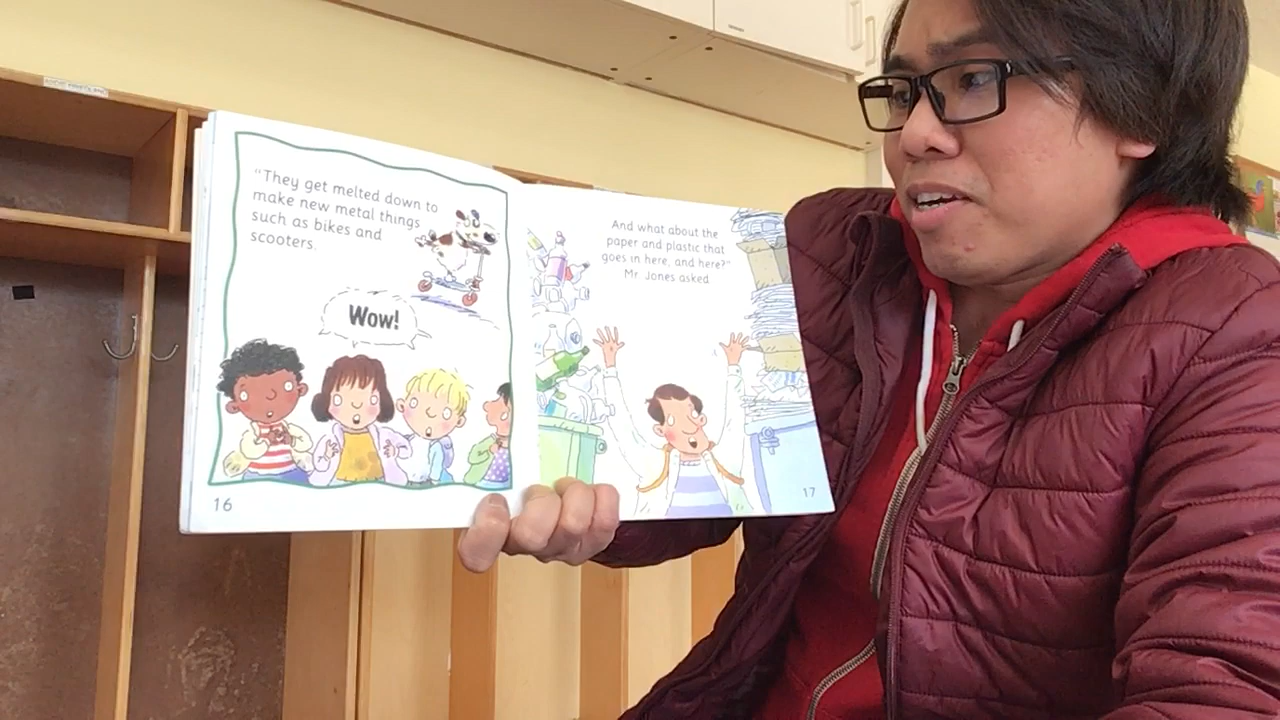 “They get melted down to
make new metal things
such as bikes and
scooters.
Wow!
16
And what about the
paper and plastic that
goes in here, and here?”
Mr. Jones asked.
17